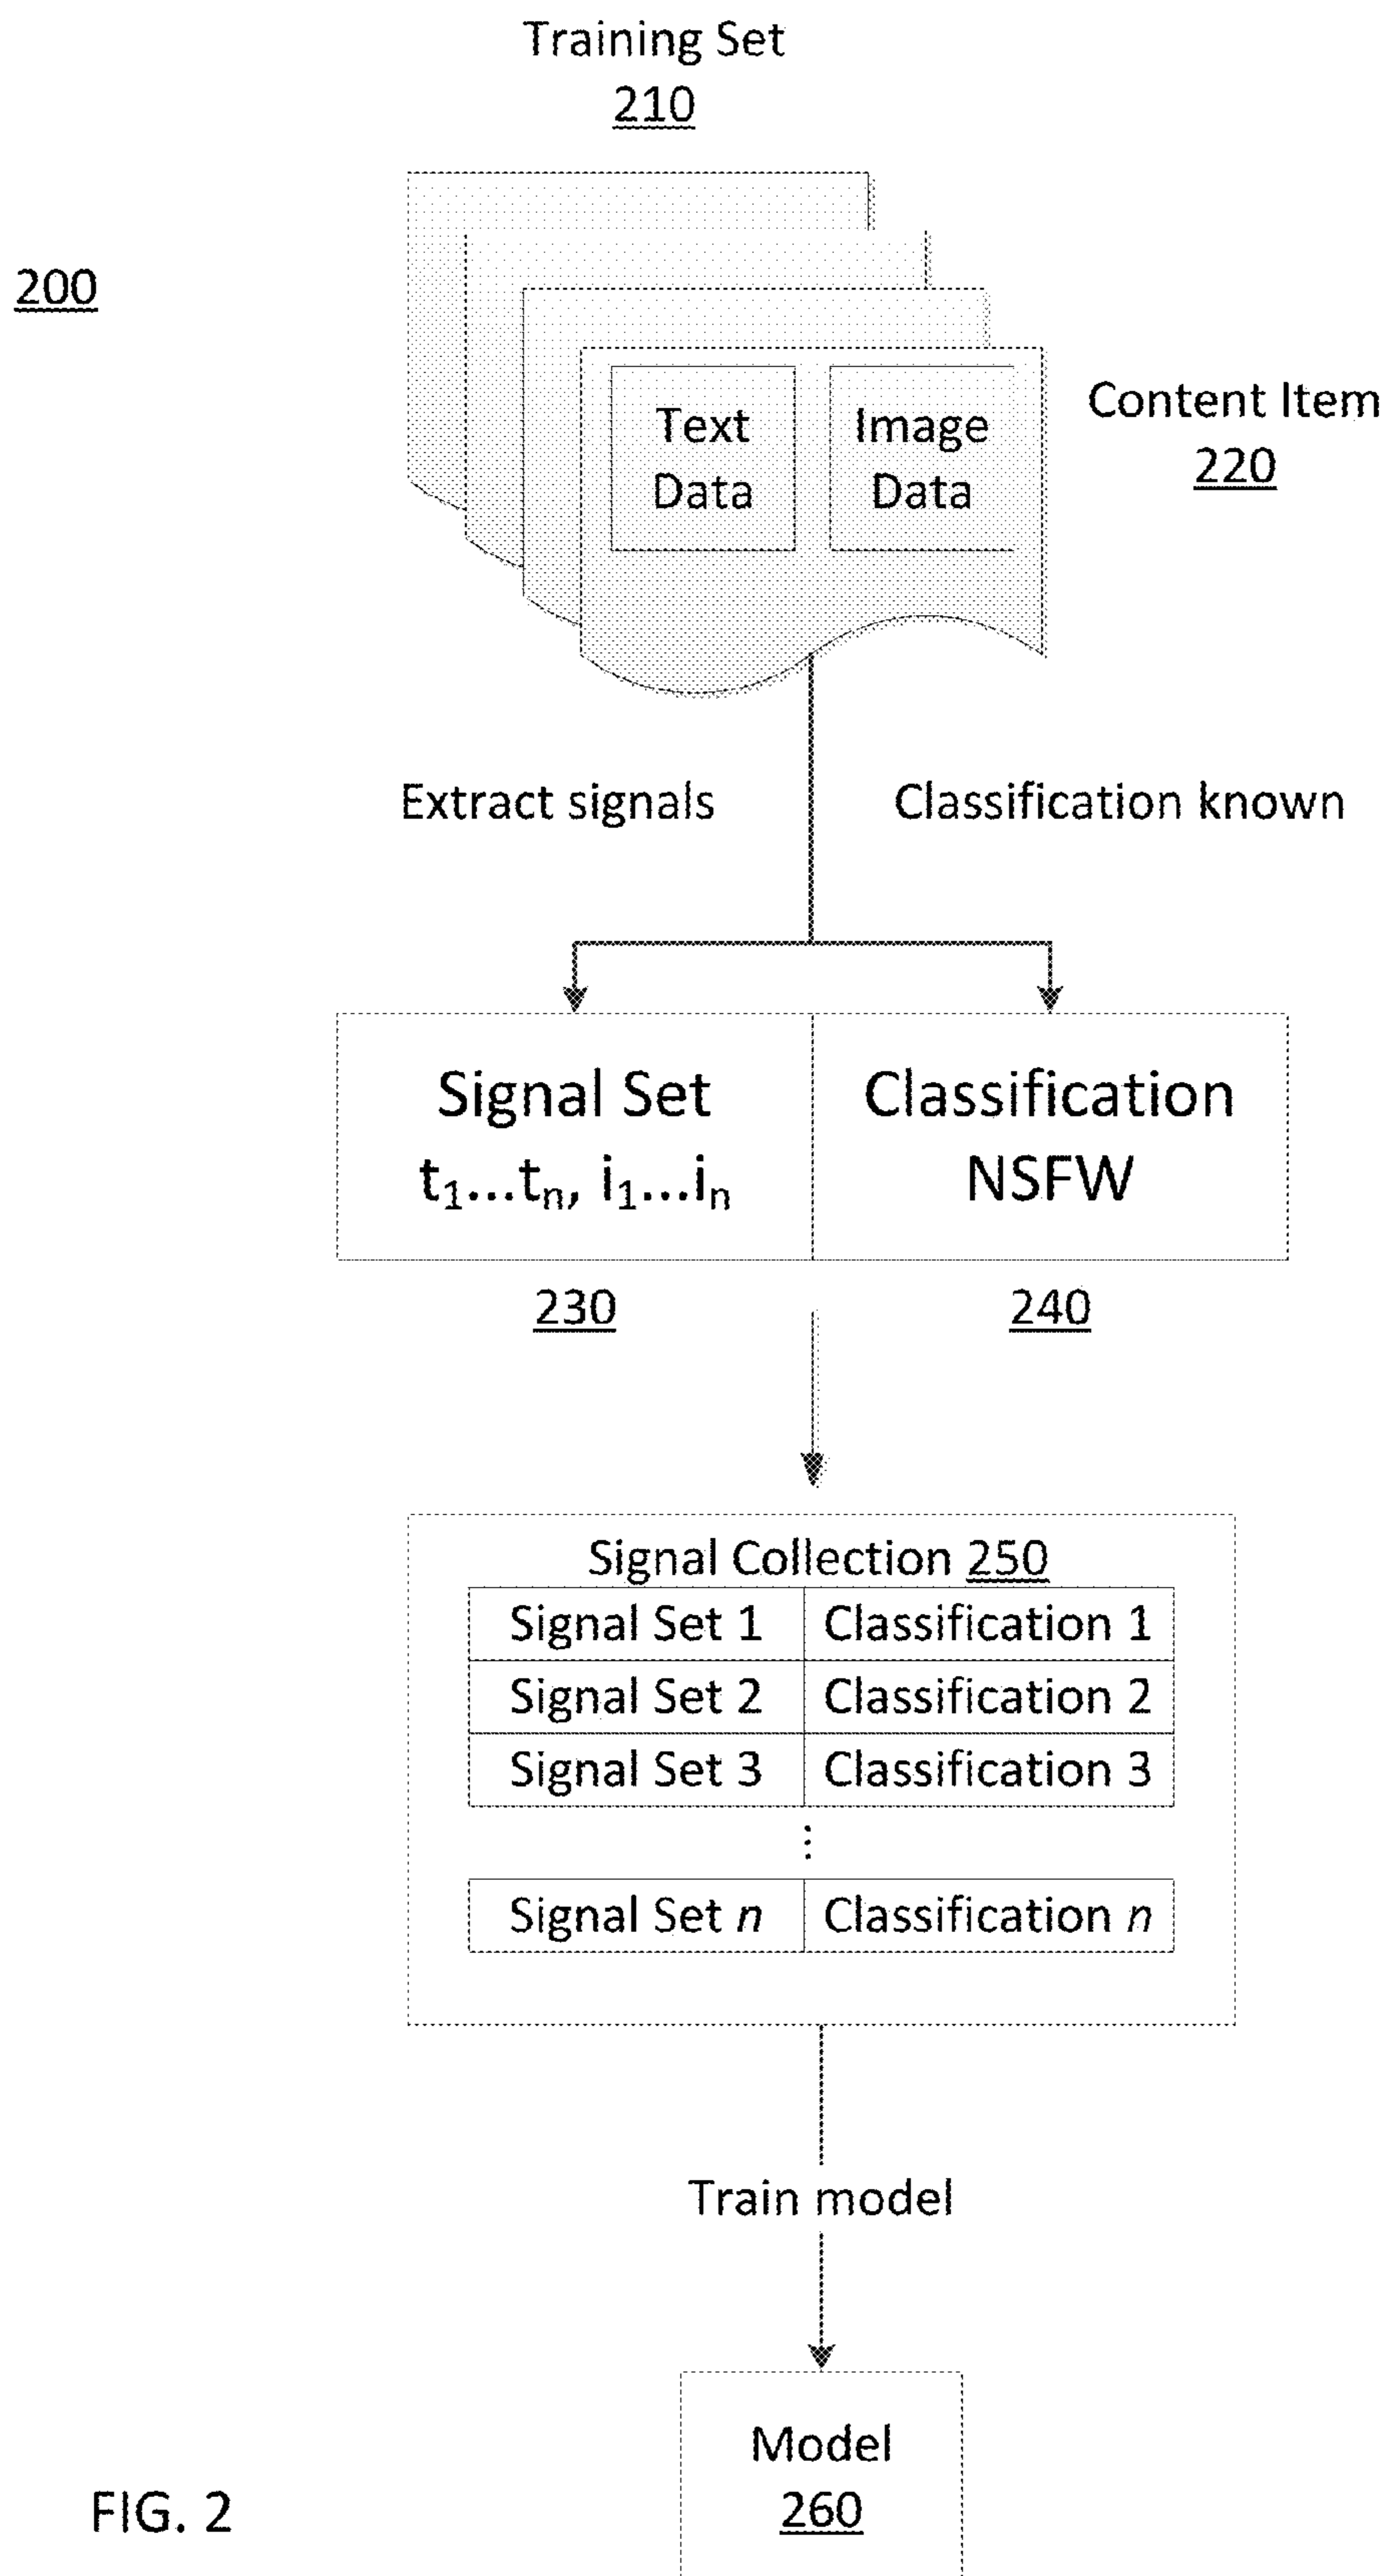 Training Set
210
200
Text
Data
Image
Data
Content Item
220
Extract signals
Classification known
Signal Set
t₁...tₙ, i₁...iₙ
Classification
NSFW
230
240
Signal Collection 250
Signal Set 1 Classification 1
Signal Set 2 Classification 2
Signal Set 3 Classification 3
⋮
Signal Set n Classification n
Train model
Model
260
FIG. 2